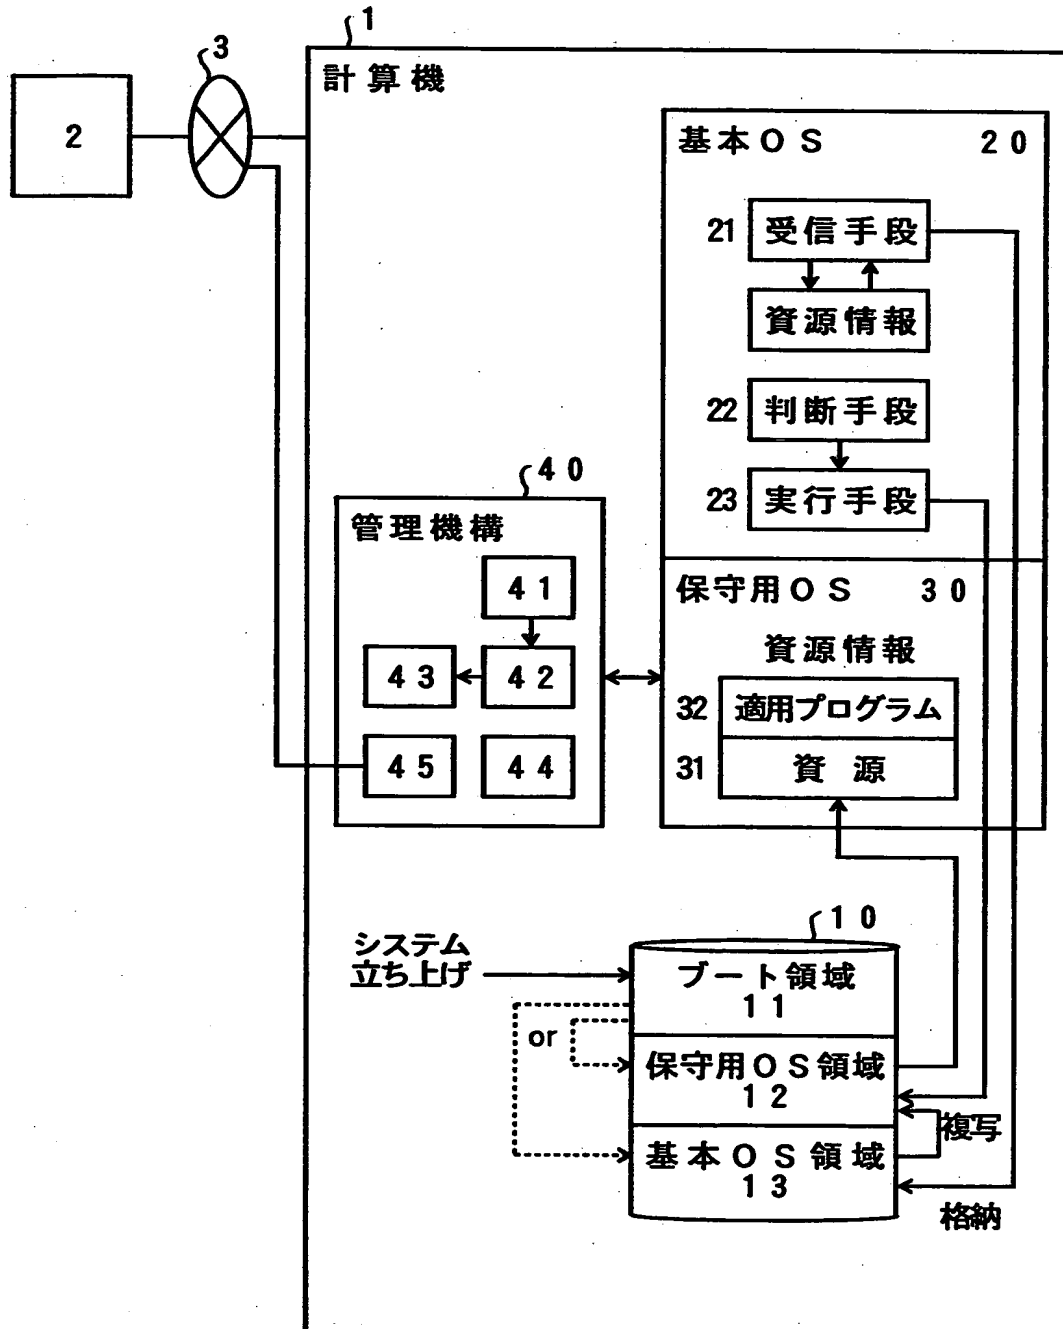 1
3
計算機
2
基本OS 20
21 受信手段
資源情報
22 判断手段
23 実行手段
40
管理機構
41
43 42
45 44
保守用OS 30
資源情報
32 適用プログラム
31 資源
10
システム
立ち上げ
ブート領域
11
or
保守用OS領域
12
複写
基本OS領域
13
格納